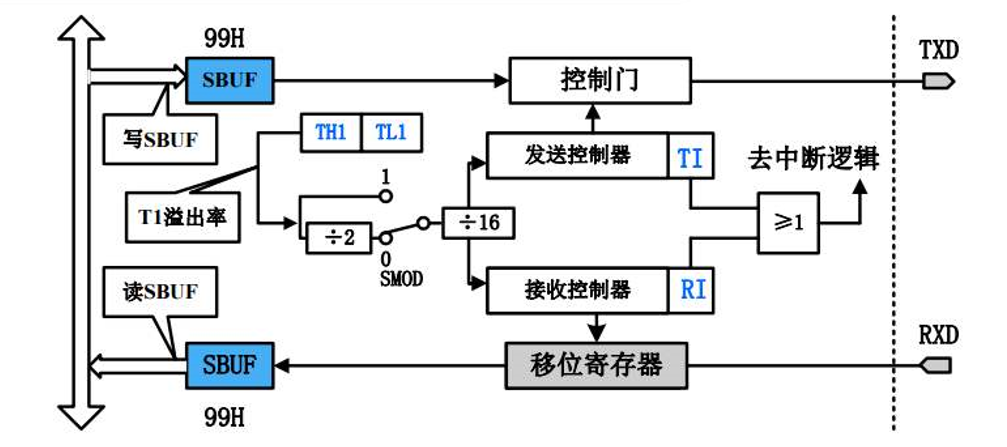 99H
TXD
SBUF
控制门
写SBUF
TH1
TL1
发送控制器
TI
去中断逻辑
1
T1溢出率
÷2
÷16
≥1
0
SMOD
读SBUF
接收控制器
RI
RXD
SBUF
移位寄存器
99H